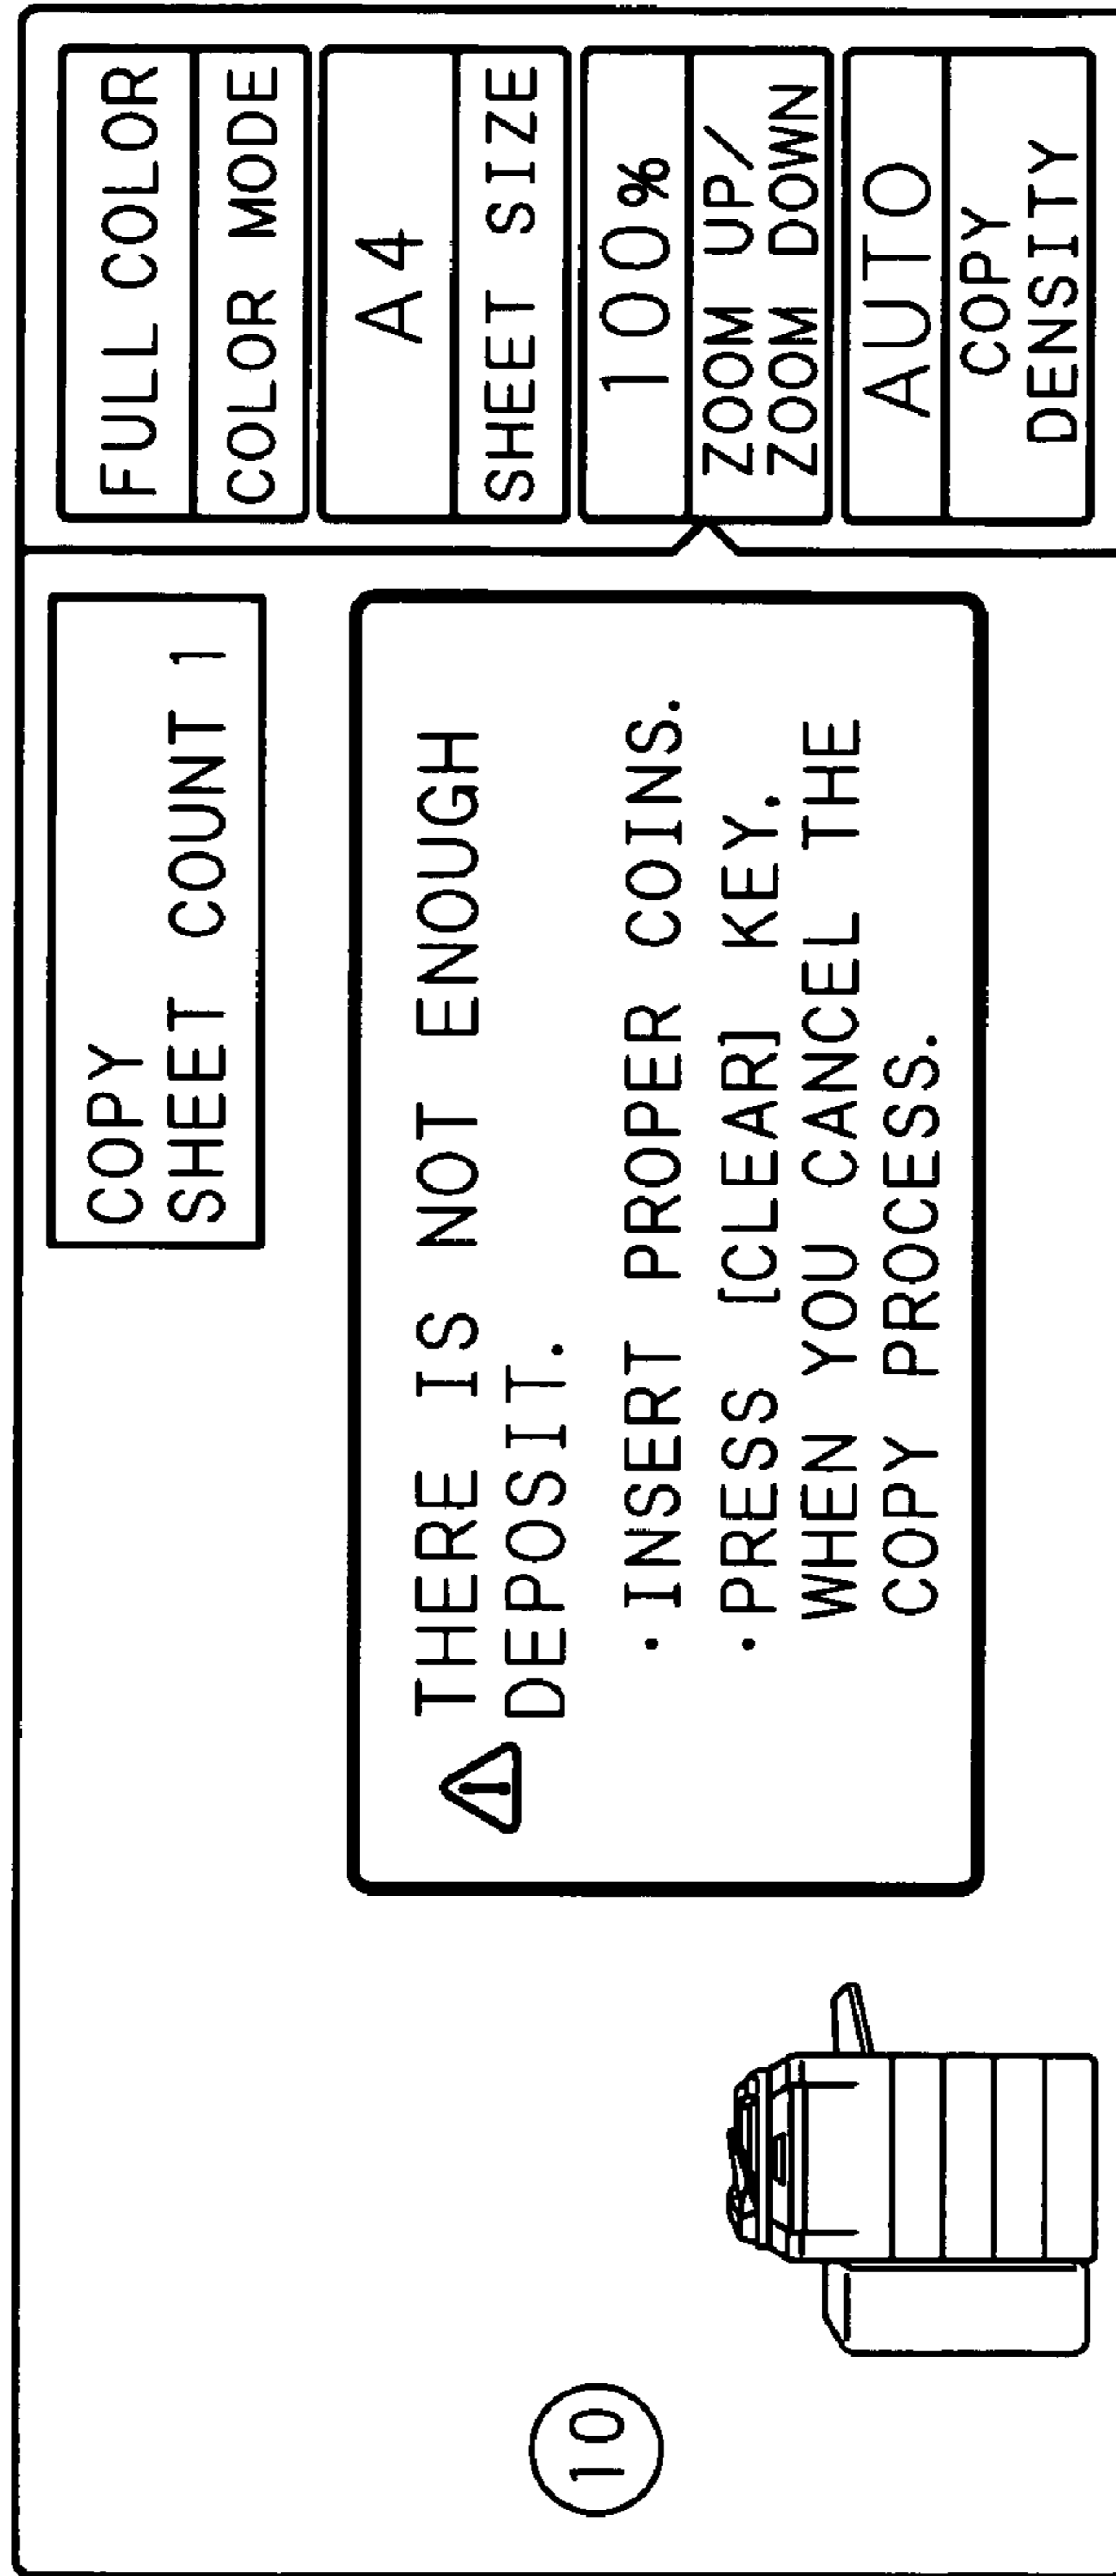 COPY
SHEET COUNT 1
⚠ THERE IS NOT ENOUGH
DEPOSIT.
· INSERT PROPER COINS.
· PRESS [CLEAR] KEY.
WHEN YOU CANCEL THE
COPY PROCESS.
10
FULL COLOR
COLOR MODE
A4
SHEET SIZE
100%
ZOOM UP/
ZOOM DOWN
AUTO
COPY
DENSITY